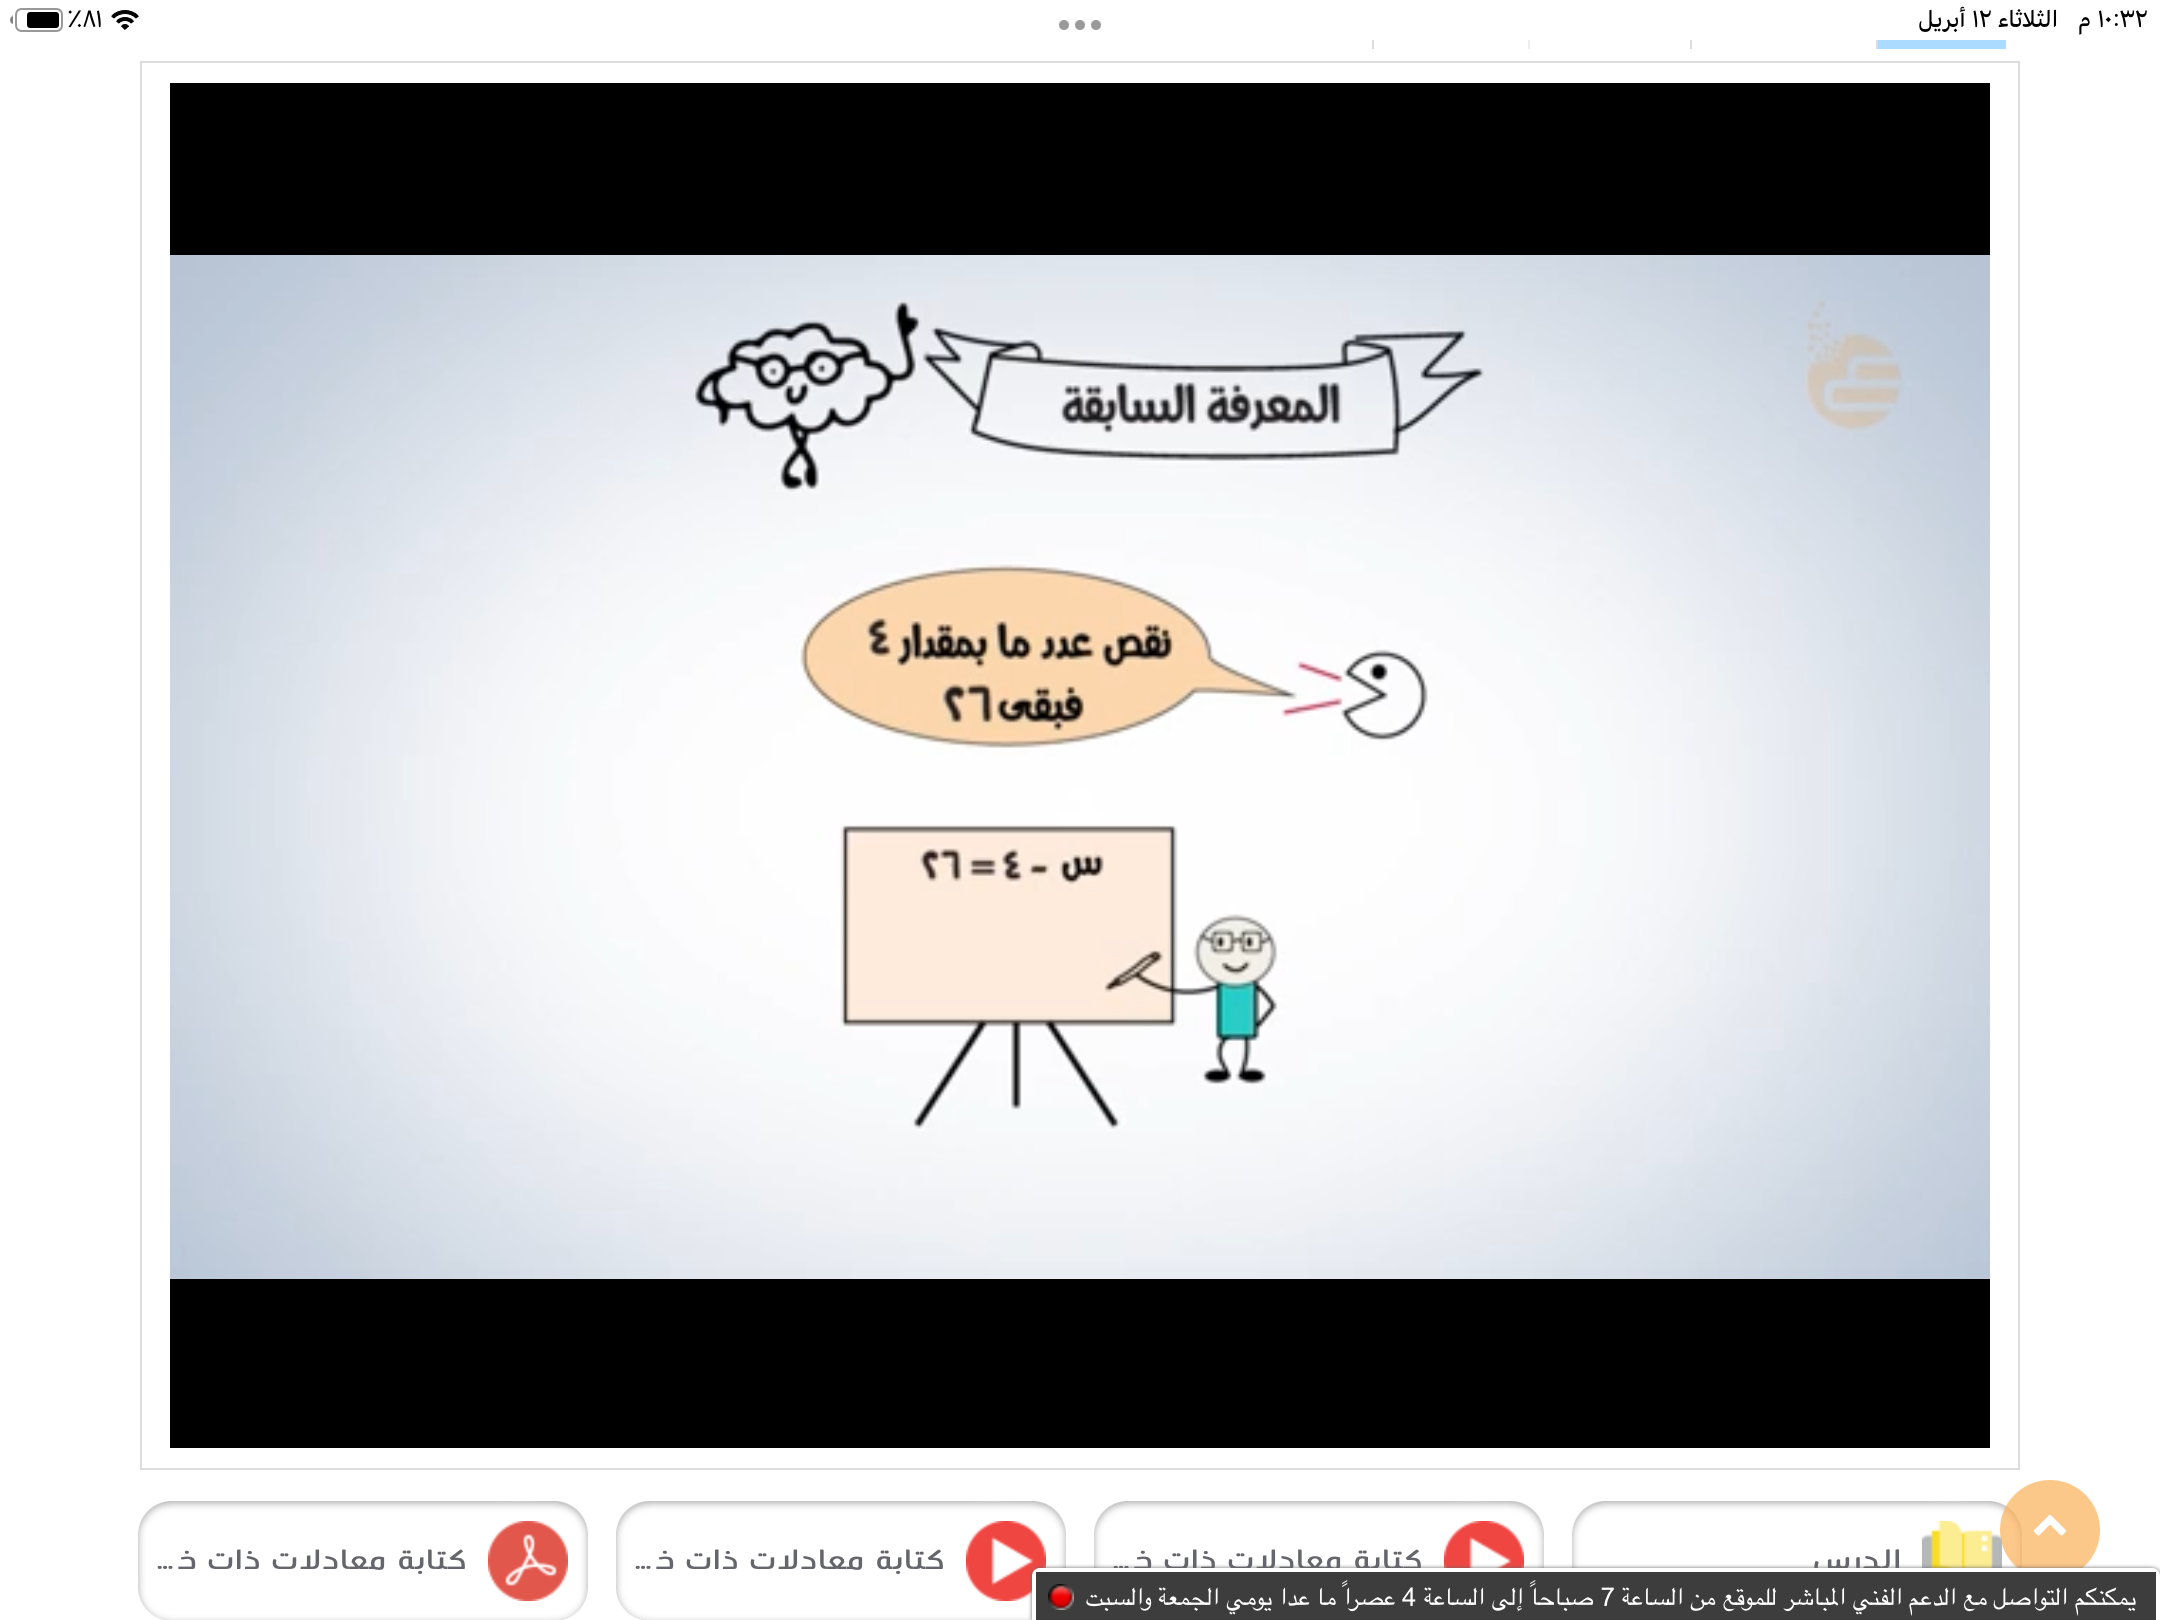 ١٠:٣٢ م الثلاثاء ١٢ أبريل
٪٨١
المعرفة السابقة
نقص عدد ما بمقدار ٤
فبقى ٢٦
س - ٤ = ٢٦
الدرس
كتابة معادلات ذات خ...
كتابة معادلات ذات خ...
كتابة معادلات ذات خ...
يمكنكم التواصل مع الدعم الفني المباشر للموقع من الساعة 7 صباحاً إلى الساعة 4 عصراً ما عدا يومي الجمعة والسبت